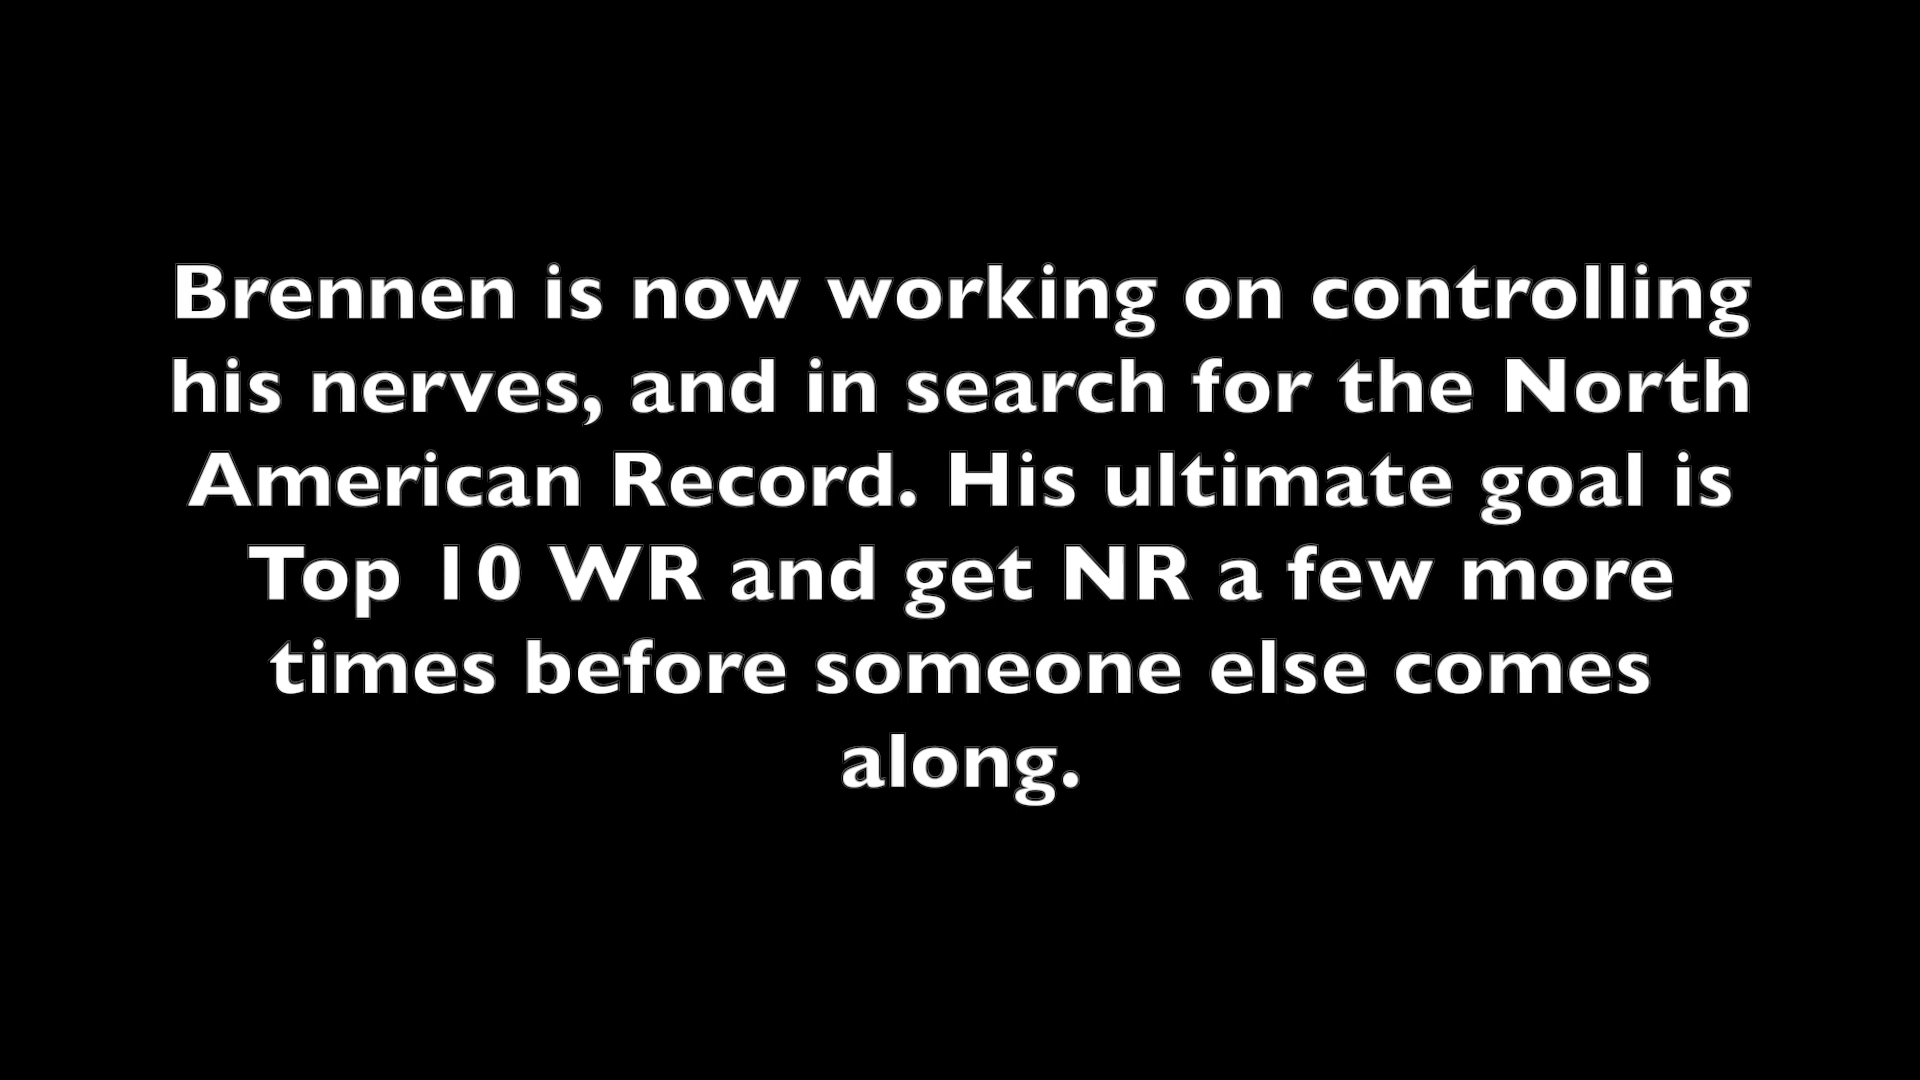 Brennen is now working on controlling
his nerves, and in search for the North
American Record. His ultimate goal is
Top 10 WR and get NR a few more
times before someone else comes
along.